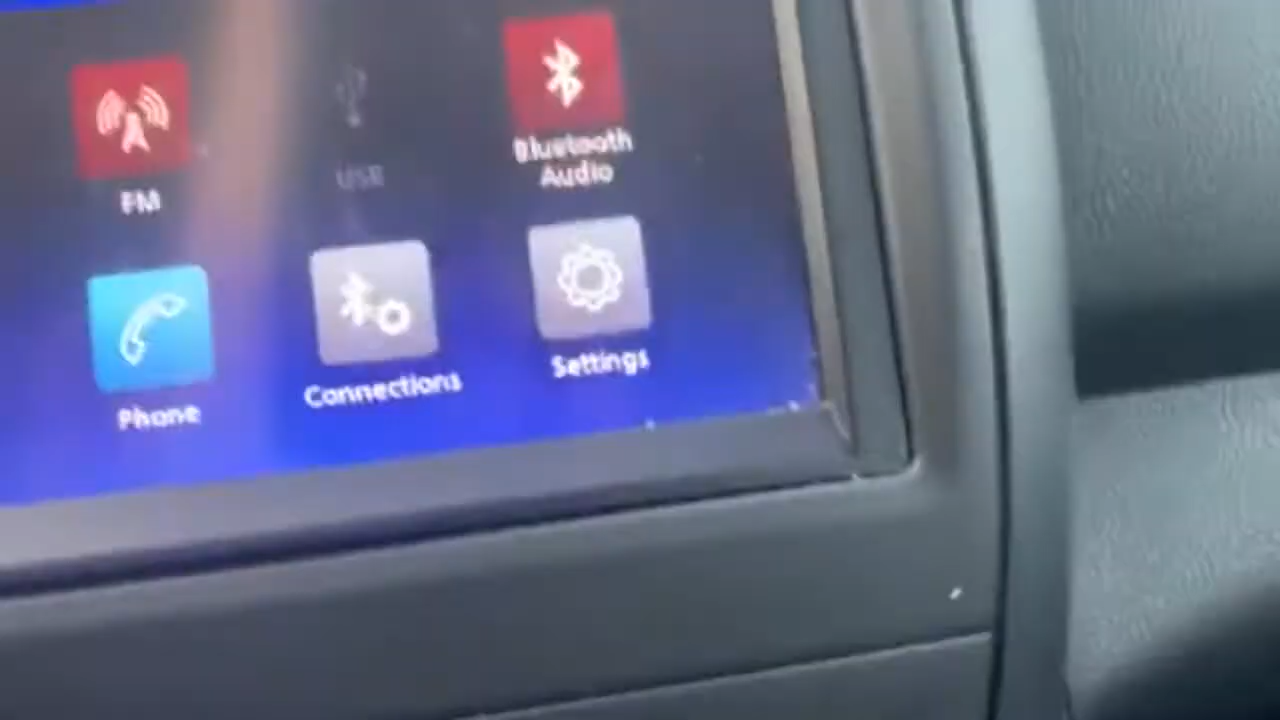 FM
USB
Bluetooth
Audio
Phone
Connections
Settings